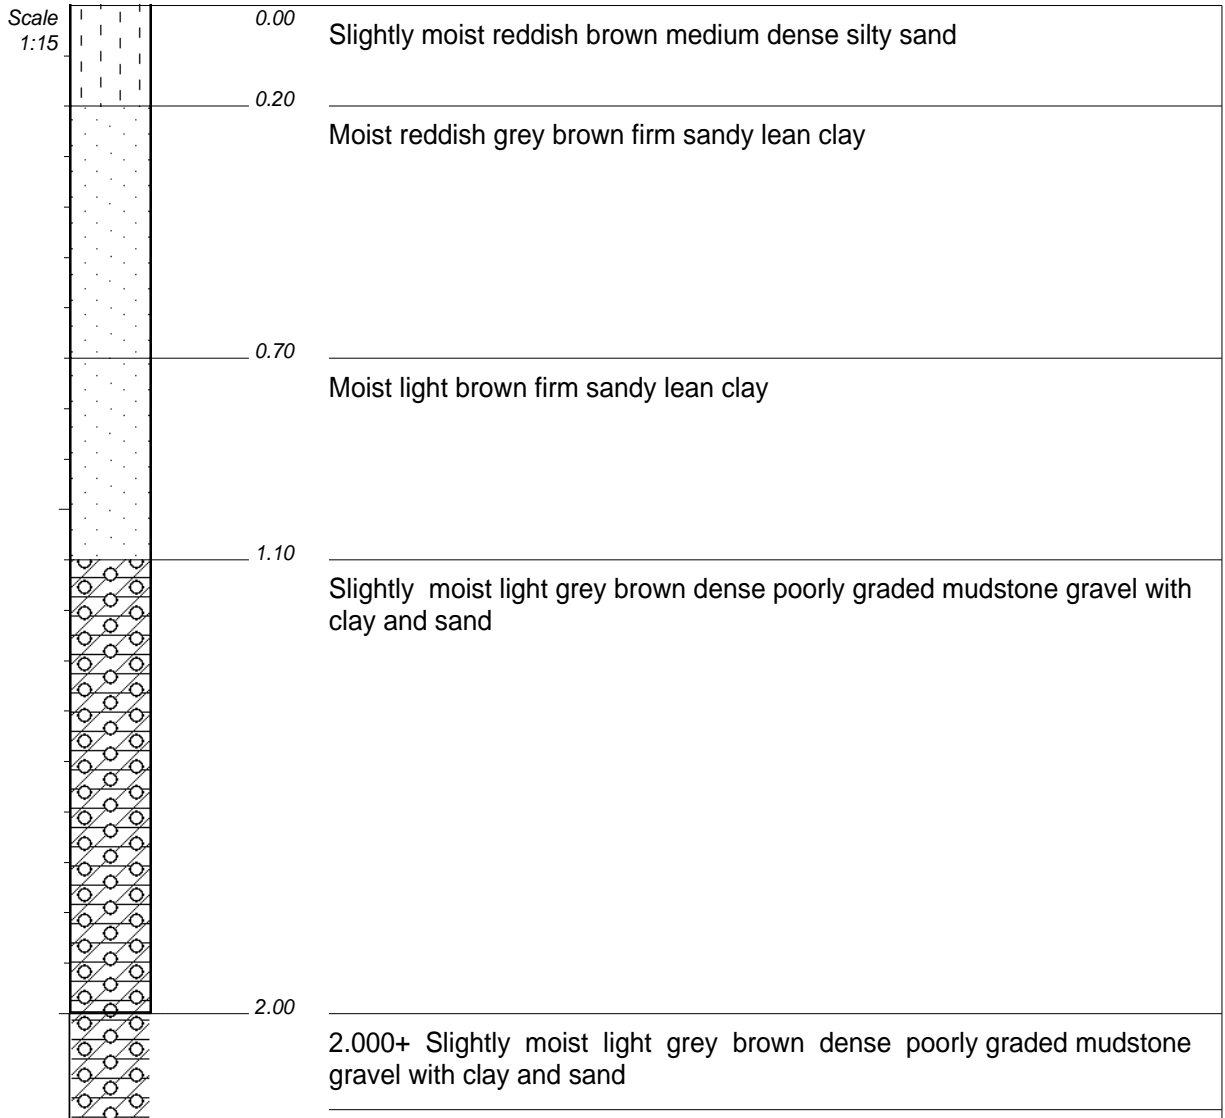 Scale
1:15
0.00
Slightly moist reddish brown medium dense silty sand
0.20
Moist reddish grey brown firm sandy lean clay
0.70
Moist light brown firm sandy lean clay
1.10
Slightly moist light grey brown dense poorly graded mudstone gravel with
clay and sand
2.00
2.000+ Slightly moist light grey brown dense poorly graded mudstone
gravel with clay and sand